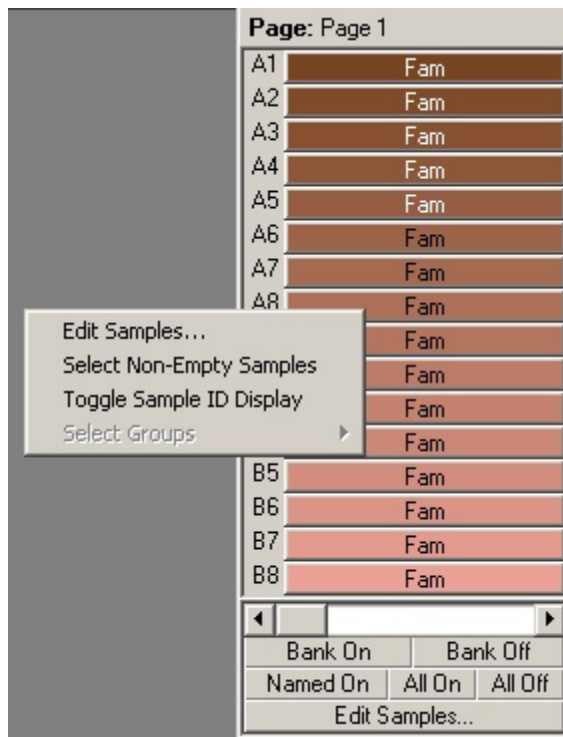 Page: Page 1
A1 Fam
A2 Fam
A3 Fam
A4 Fam
A5 Fam
A6 Fam
A7 Fam
A8 Fam
Fam
Fam
Fam
Fam
Edit Samples...
Select Non-Empty Samples
Toggle Sample ID Display
Select Groups
B5 Fam
B6 Fam
B7 Fam
B8 Fam
Bank On Bank Off
Named On All On All Off
Edit Samples...